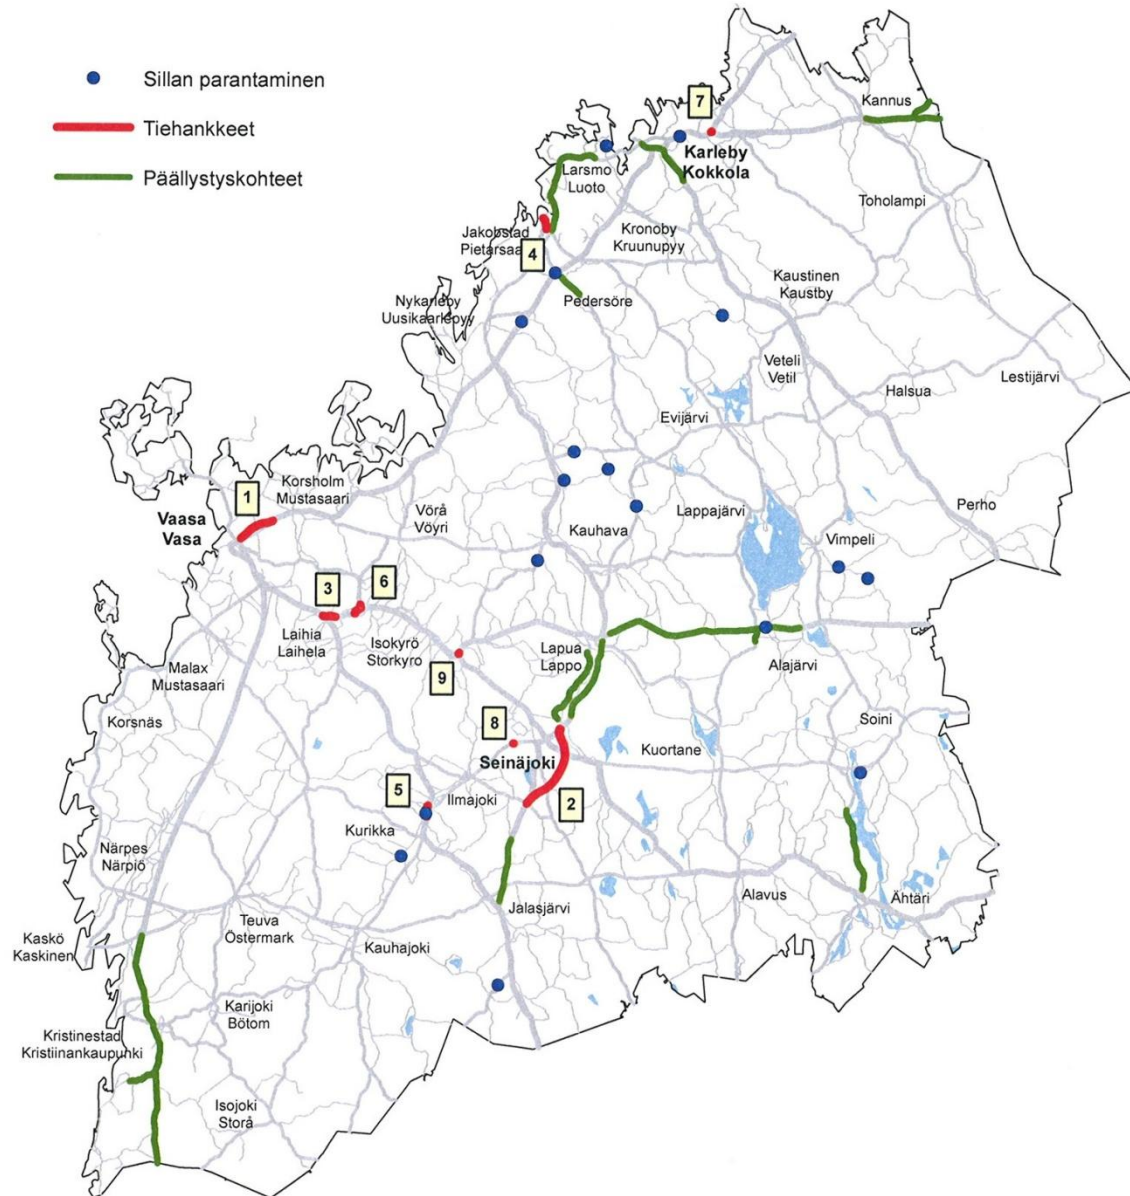 Sillan parantaminen
Tiehankkeet
Päällystyskohteet
7
Kannus
Karleby
Kokkola
Larsmo
Luoto
Toholampi
Jakobstad
Pietarsaa
4
Kronoby
Kruunupyy
Kaustinen
Kaustby
Nykarleby
Uusikaarlepyy
Pedersöre
Veteli
Vetil
Halsua
Lestijärvi
Evijärvi
1
Korsholm
Mustasaari
Vörå
Vöyri
Lappajärvi
Perho
Vaasa
Vasa
Kauhava
Vimpeli
3
6
Laihia
Laihela
Isokyrö
Storkyro
Lapua
Lappo
Alajärvi
Malax
Mustasaari
9
Korsnäs
8
Soini
Seinäjoki
Kuortane
5
Ilmajoki
2
Kurikka
Närpes
Närpiö
Jalasjärvi
Alavus
Ähtäri
Teuva
Östermark
Kaskö
Kaskinen
Kauhajoki
Karijoki
Bötom
Kristinestad
Kristiinankaupunki
Isojoki
Storå